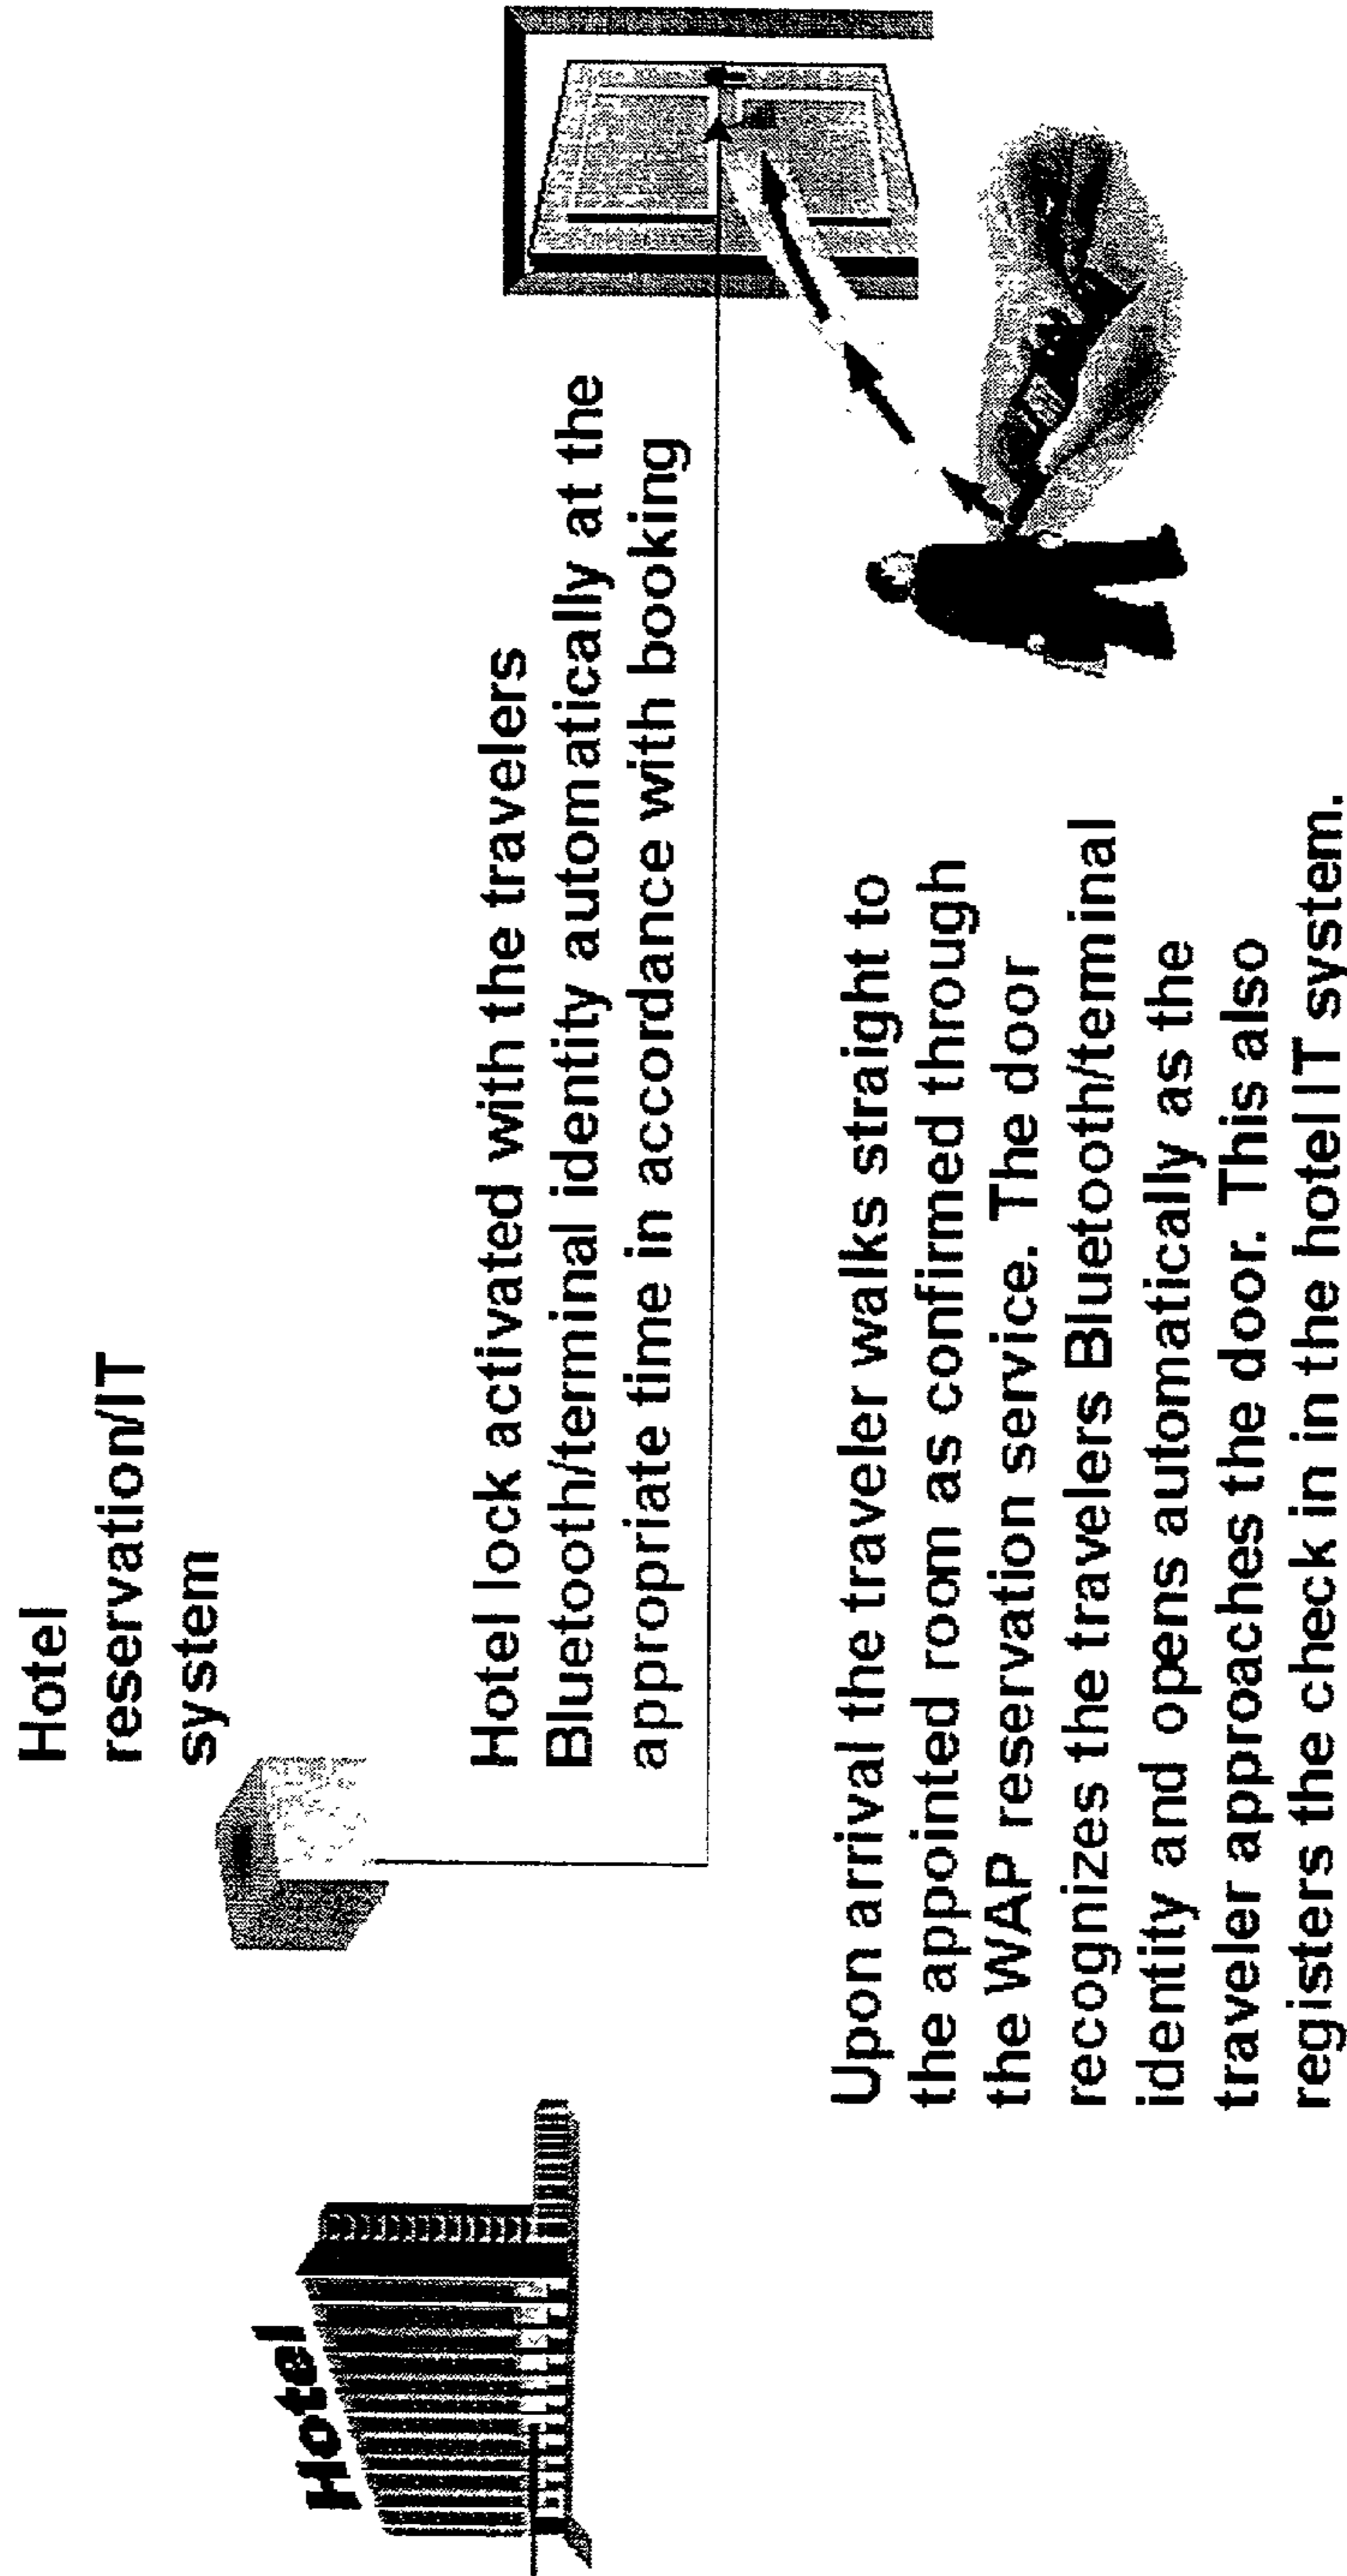 Hotel
reservation/IT
system
Hotel
Hotel lock activated with the travelers
Bluetooth/terminal identity automatically at the
appropriate time in accordance with booking
Upon arrival the traveler walks straight to
the appointed room as confirmed through
the WAP reservation service. The door
recognizes the travelers Bluetooth/terminal
identity and opens automatically as the
traveler approaches the door. This also
registers the check in in the hotel IT system.